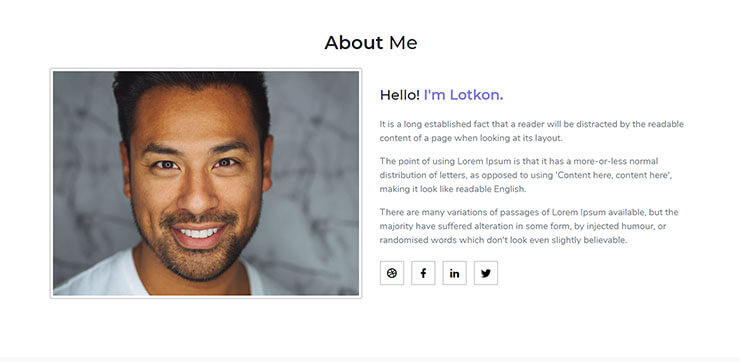 About Me
Hello! I'm Lotkon.
It is a long established fact that a reader will be distracted by the readable
content of a page when looking at its layout.
The point of using Lorem Ipsum is that it has a more-or-less normal
distribution of letters, as opposed to using 'Content here, content here',
making it look like readable English.
There are many variations of passages of Lorem Ipsum available, but the
majority have suffered alteration in some form, by injected humour, or
randomised words which don't look even slightly believable.